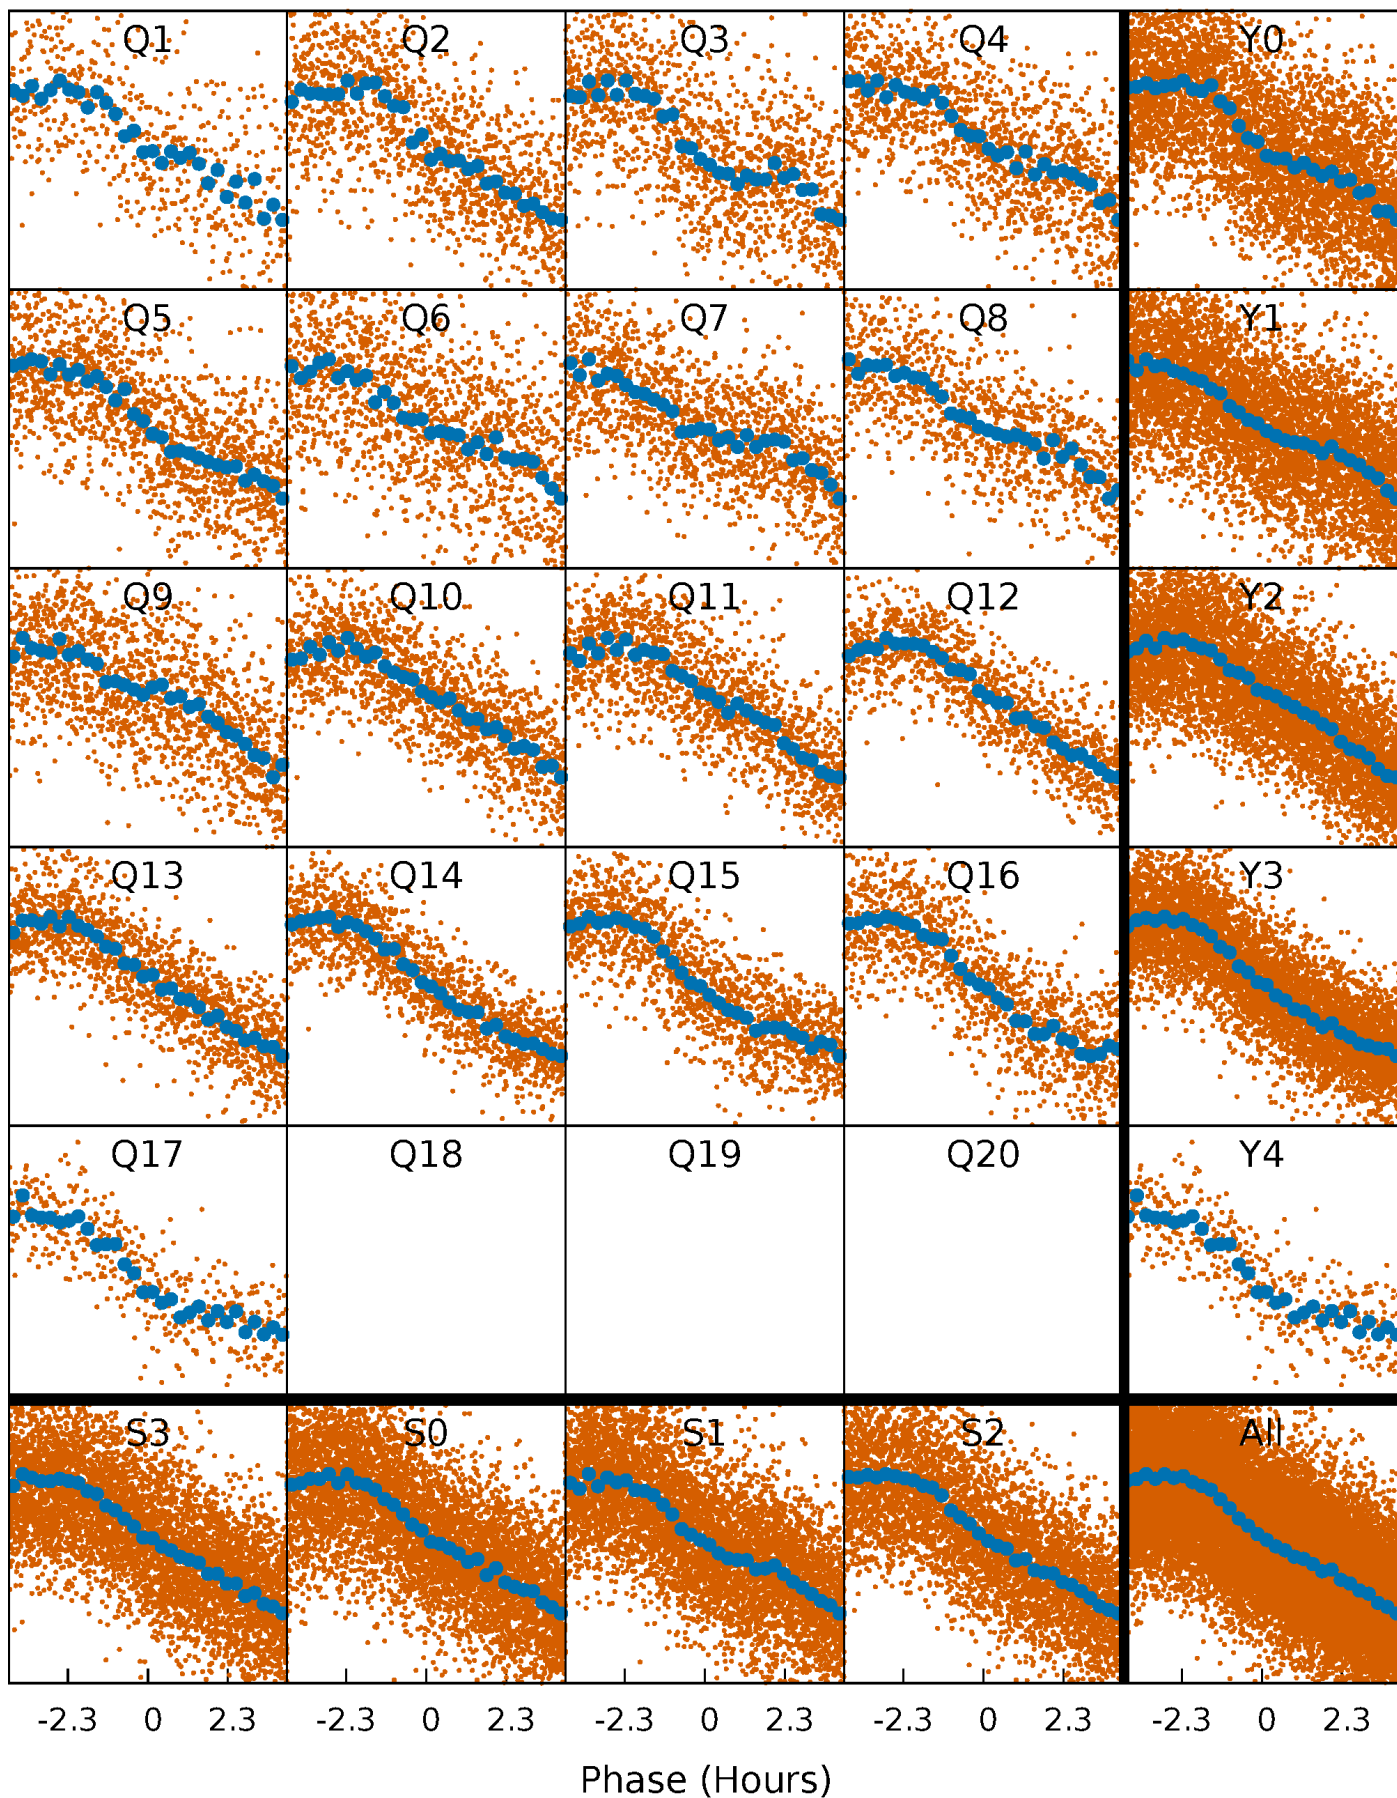 Q1 Q2 Q3 Q4 Y0
Q5 Q6 Q7 Q8 Y1
Q9 Q10 Q11 Q12 Y2
Q13 Q14 Q15 Q16 Y3
Q17 Q18 Q19 Q20 Y4
S3 S0 S1 S2 All
-2.3 0 2.3 -2.3 0 2.3 -2.3 0 2.3 -2.3 0 2.3 -2.3 0 2.3
Phase (Hours)